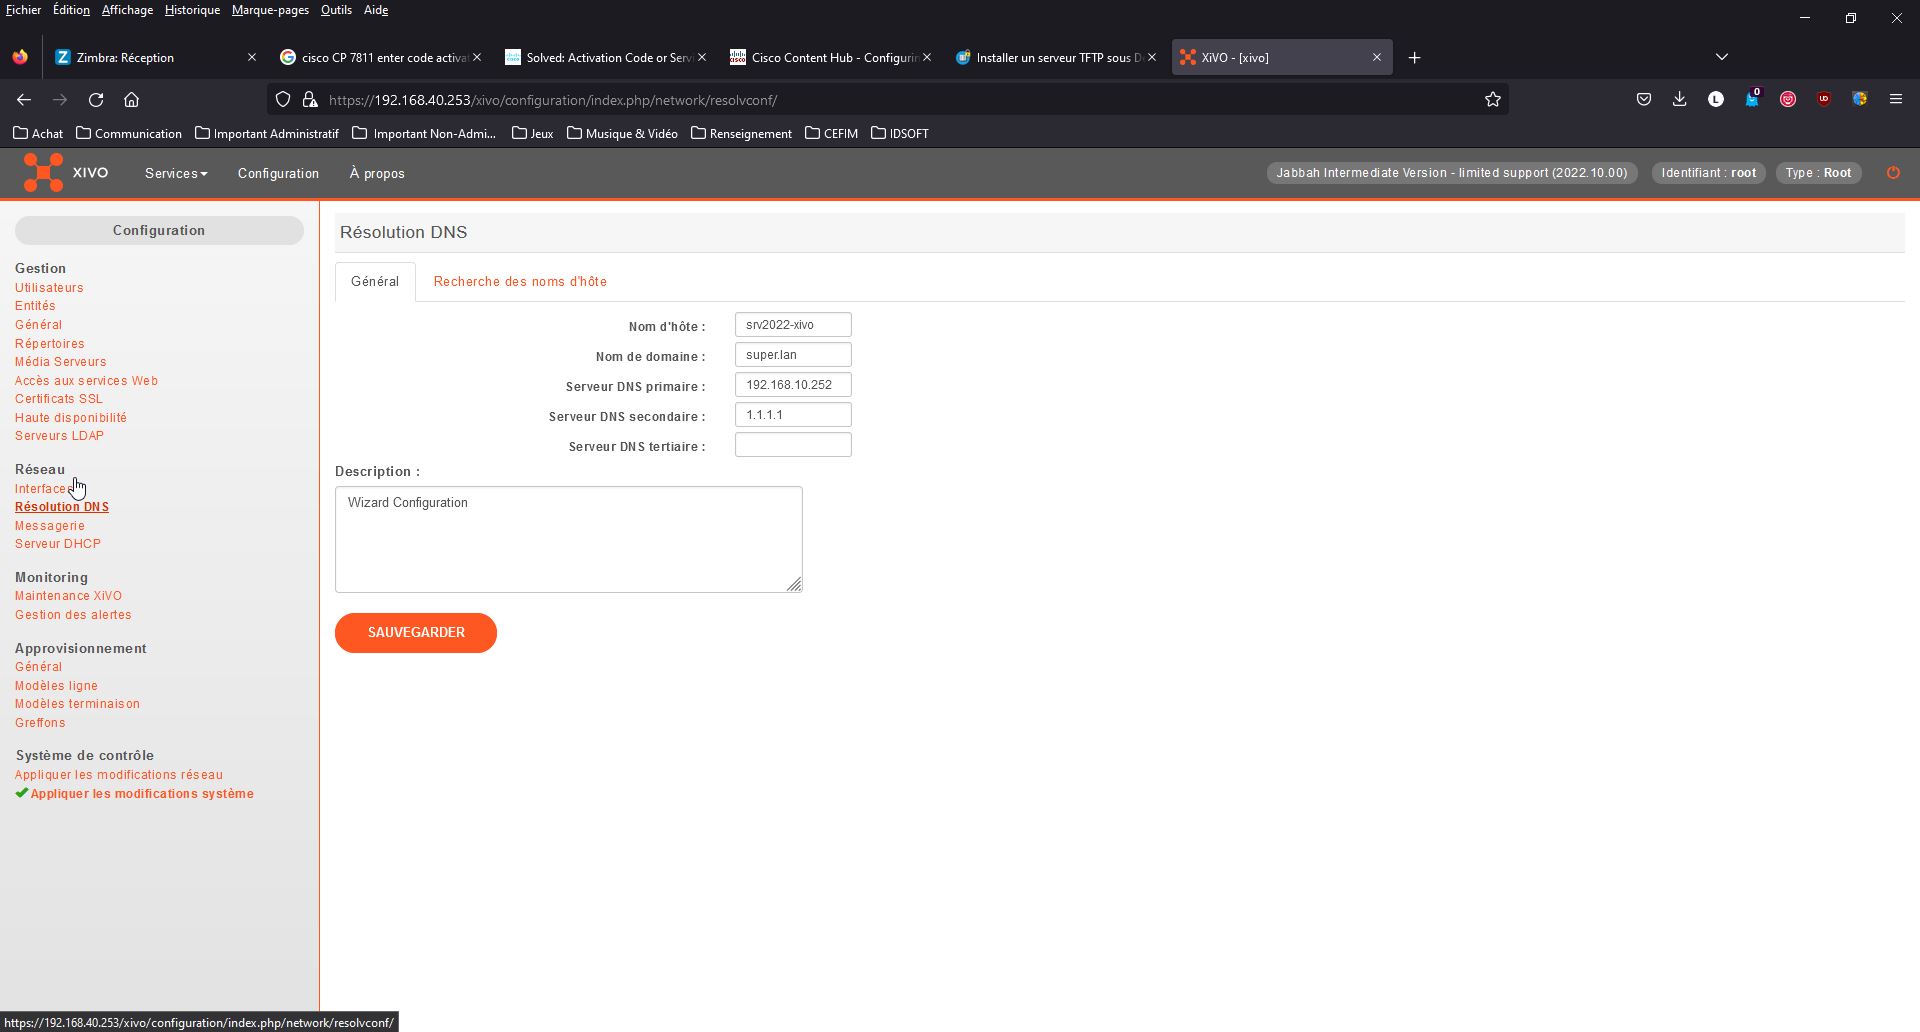 Fichier Édition Affichage Historique Marque-pages Outils Aide
Zimbra: Réception
cisco CP 7811 enter code activa
Solved: Activation Code or Serv
Cisco Content Hub - Configurin
Installer un serveur TFTP sous D
XiVO - [xivo]
https://192.168.40.253/xivo/configuration/index.php/network/resolvconf/
0
L
Achat Communication Important Administratif Important Non-Admi... Jeux Musique & Vidéo Renseignement CEFIM IDSOFT
XIVO Services Configuration À propos Jabbah Intermediate Version - limited support (2022.10.00) Identifiant : root Type : Root
Configuration
Gestion
Utilisateurs
Entités
Général
Répertoires
Média Serveurs
Accès aux services Web
Certificats SSL
Haute disponibilité
Serveurs LDAP
Réseau
Interface
Résolution DNS
Messagerie
Serveur DHCP
Monitoring
Maintenance XiVO
Gestion des alertes
Approvisionnement
Général
Modèles ligne
Modèles terminaison
Greffons
Système de contrôle
Appliquer les modifications réseau
Appliquer les modifications système
Résolution DNS
Général Recherche des noms d'hôte
Nom d'hôte : srv2022-xivo
Nom de domaine : super.lan
Serveur DNS primaire : 192.168.10.252
Serveur DNS secondaire : 1.1.1.1
Serveur DNS tertiaire :
Description :
Wizard Configuration
SAUVEGARDER
https://192.168.40.253/xivo/configuration/index.php/network/resolvconf/